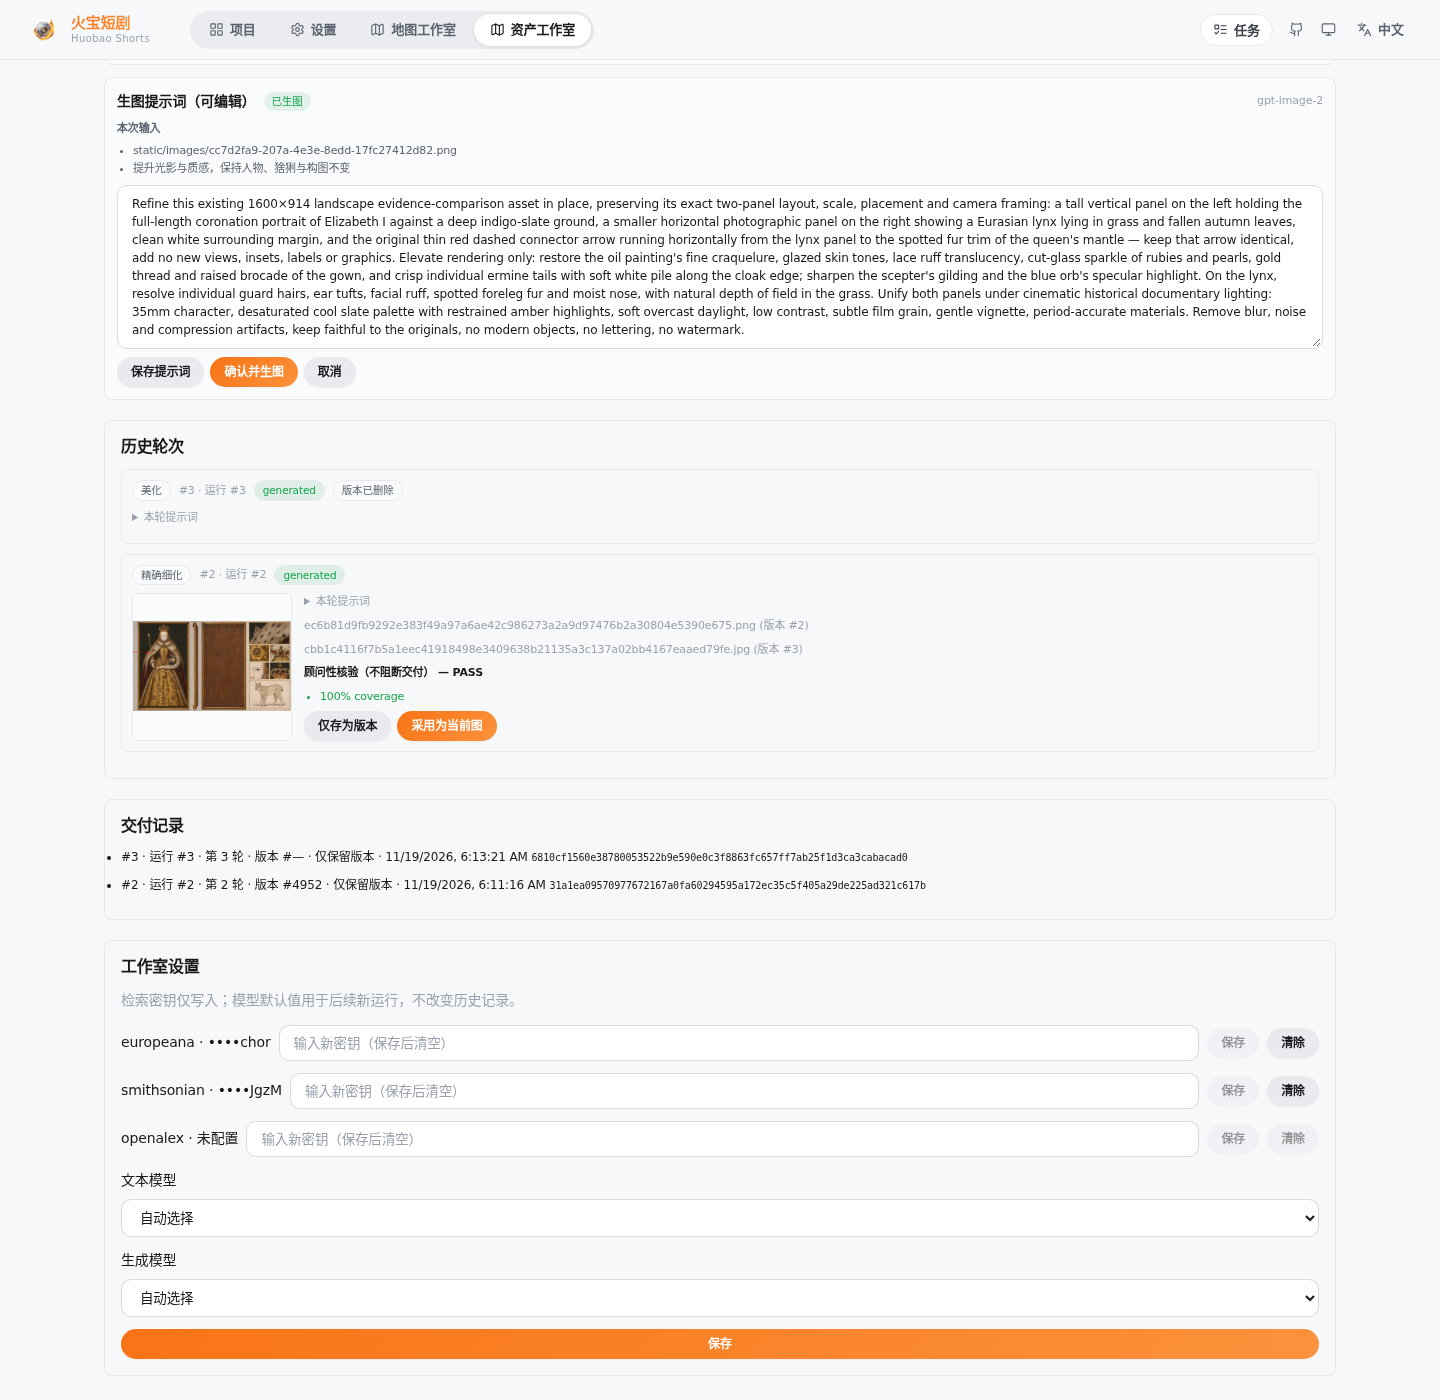 火宝短剧
Huobao Shorts
项目
设置
地图工作室
资产工作室
任务
中文
生图提示词（可编辑）
已生图
gpt-image-2
本次输入
static/images/cc7d2fa9-207a-4e3e-8edd-17fc27412d82.png
提升光影与质感，保持人物、猞猁与构图不变
Refine this existing 1600×914 landscape evidence-comparison asset in place, preserving its exact two-panel layout, scale, placement and camera framing: a tall vertical panel on the left holding the
full-length coronation portrait of Elizabeth I against a deep indigo-slate ground, a smaller horizontal photographic panel on the right showing a Eurasian lynx lying in grass and fallen autumn leaves,
clean white surrounding margin, and the original thin red dashed connector arrow running horizontally from the lynx panel to the spotted fur trim of the queen's mantle — keep that arrow identical,
add no new views, insets, labels or graphics. Elevate rendering only: restore the oil painting's fine craquelure, glazed skin tones, lace ruff translucency, cut-glass sparkle of rubies and pearls, gold
thread and raised brocade of the gown, and crisp individual ermine tails with soft white pile along the cloak edge; sharpen the scepter's gilding and the blue orb's specular highlight. On the lynx,
resolve individual guard hairs, ear tufts, facial ruff, spotted foreleg fur and moist nose, with natural depth of field in the grass. Unify both panels under cinematic historical documentary lighting:
35mm character, desaturated cool slate palette with restrained amber highlights, soft overcast daylight, low contrast, subtle film grain, gentle vignette, period-accurate materials. Remove blur, noise
and compression artifacts, keep faithful to the originals, no modern objects, no lettering, no watermark.
保存提示词
确认并生图
取消
历史轮次
美化
#3 · 运行 #3
generated
版本已删除
▶ 本轮提示词
精确细化
#2 · 运行 #2
generated
▶ 本轮提示词
ec6b81d9fb9292e383f49a97a6ae42c986273a2a9d97476b2a30804e5390e675.png (版本 #2)
cbb1c4116f7b5a1eec41918498e3409638b21135a3c137a02bb4167eaaed79fe.jpg (版本 #3)
顾问性核验（不阻断交付） — PASS
100% coverage
仅存为版本
采用为当前图
交付记录
#3 · 运行 #3 · 第 3 轮 · 版本 #— · 仅保留版本 · 11/19/2026, 6:13:21 AM 6810cf1560e38780053522b9e590e0c3f8863fc657ff7ab25f1d3ca3cabacad0
#2 · 运行 #2 · 第 2 轮 · 版本 #4952 · 仅保留版本 · 11/19/2026, 6:11:16 AM 31a1ea09570977672167a0fa60294595a172ec35c5f405a29de225ad321c617b
工作室设置
检索密钥仅写入；模型默认值用于后续新运行，不改变历史记录。
europeana · ••••chor
输入新密钥（保存后清空）
保存
清除
smithsonian · ••••JgzM
输入新密钥（保存后清空）
保存
清除
openalex · 未配置
输入新密钥（保存后清空）
保存
清除
文本模型
自动选择
生成模型
自动选择
保存